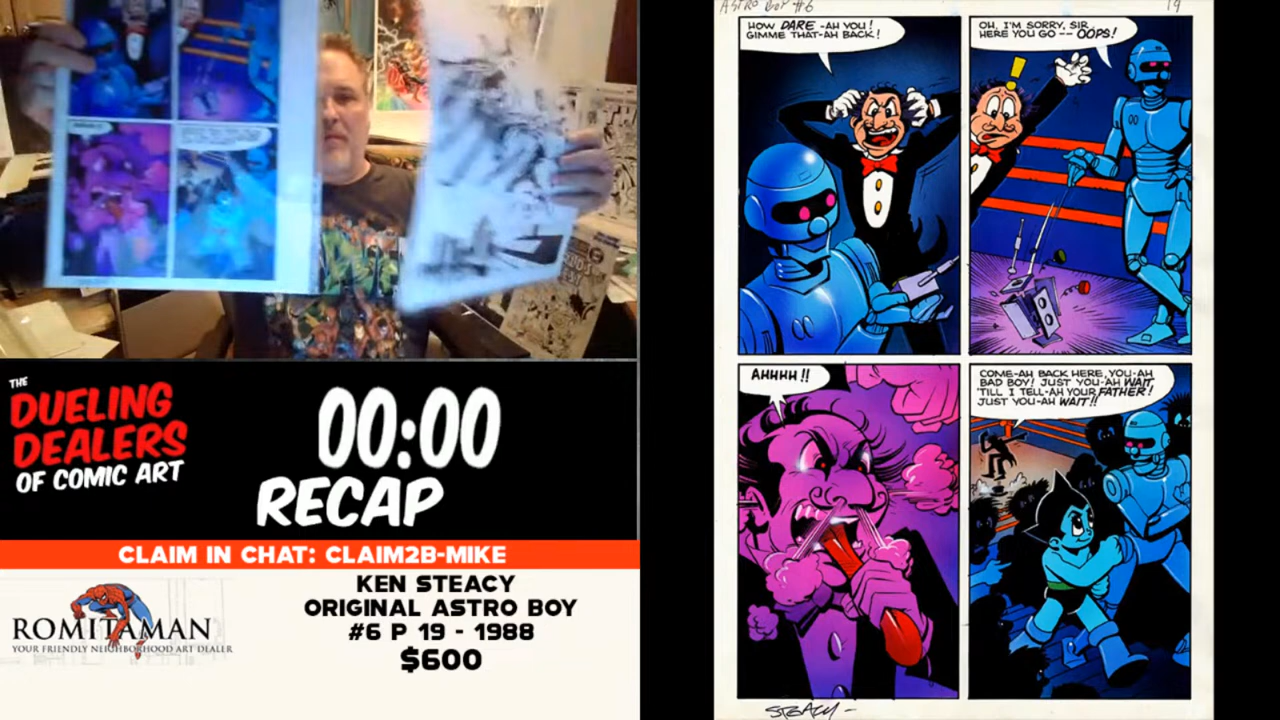 THE
DUELING
DEALERS
OF COMIC ART
00:00
RECAP
CLAIM IN CHAT: CLAIM2B-MIKE
ROMITAMAN
YOUR FRIENDLY NEIGHBORHOOD ART DEALER
KEN STEACY
ORIGINAL ASTRO BOY
#6 P 19 - 1988
$600
ASTRO BOY #6
19
HOW DARE -AH YOU!
GIMME THAT-AH BACK!
OH, I'M SORRY, SIR
HERE YOU GO -- OOPS!
AHHHH!!
COME-AH BACK HERE, YOU-AH
BAD BOY! JUST YOU-AH WAIT,
'TILL I TELL-AH YOUR FATHER!
JUST YOU-AH WAIT!!
STEACY-